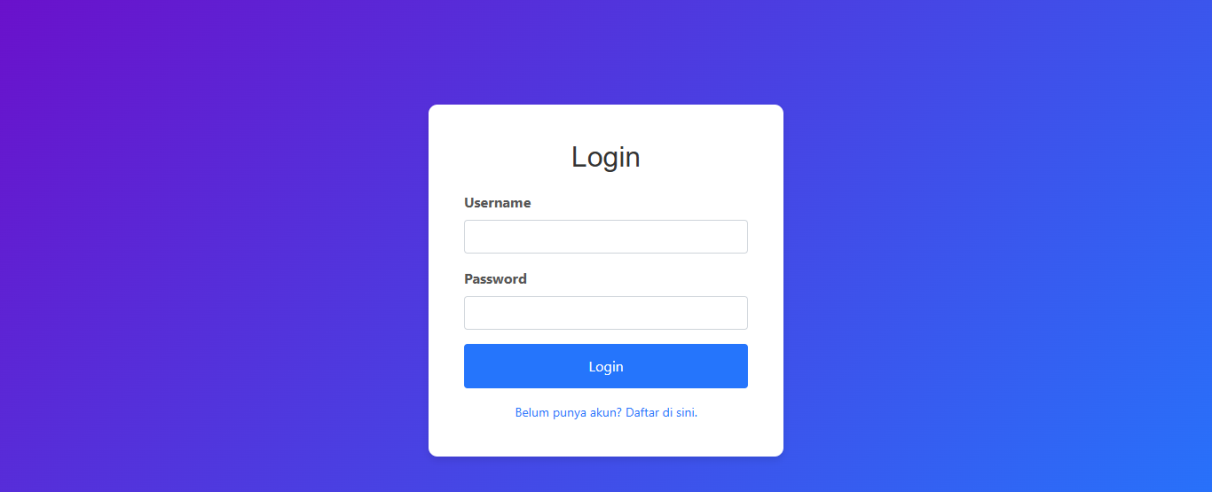 Login
Username
Password
Login
Belum punya akun? Daftar di sini.